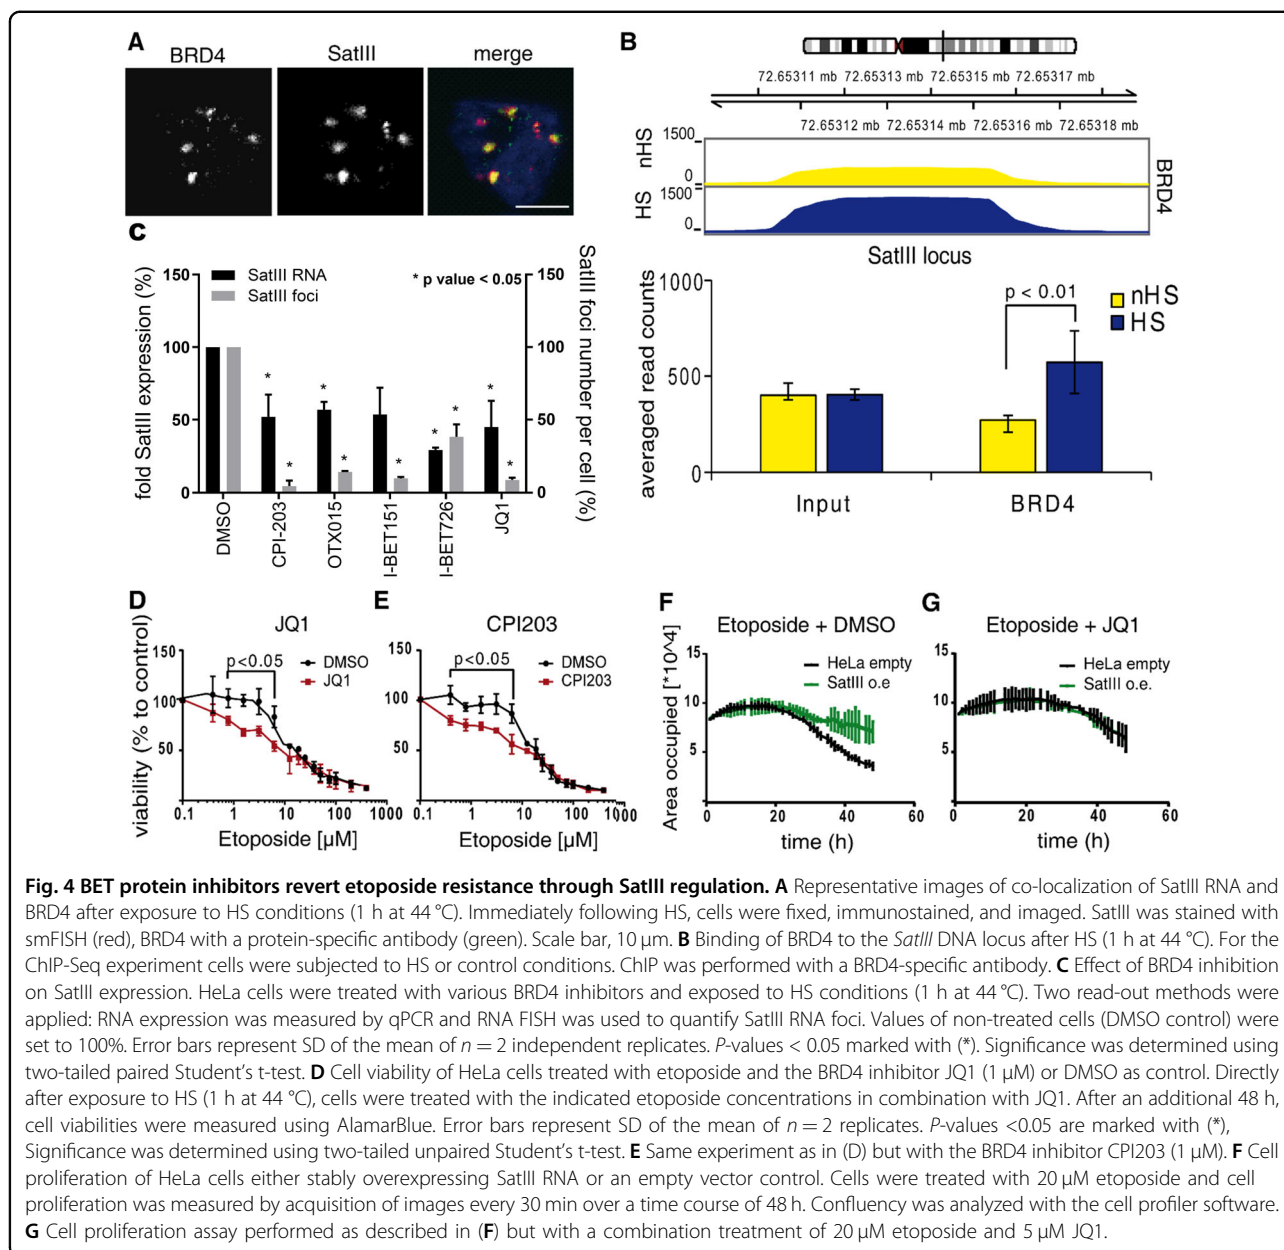 A
BRD4
SatIII
merge
B
72.65311 mb
72.65313 mb
72.65315 mb
72.65317 mb
72.65312 mb
72.65314 mb
72.65316 mb
72.65318 mb
nHS
1500
0
HS
1500
0
BRD4
SatIII locus
averaged read counts
1000
500
0
p < 0.01
nHS
HS
Input
BRD4
C
fold SatIII expression (%)
150
100
50
0
SatIII RNA
SatIII foci
* p value < 0.05
150
100
50
0
SatIII foci number per cell (%)
*
*
*
*
*
*
*
*
*
DMSO
CPI-203
OTX015
I-BET151
I-BET726
JQ1
D
JQ1
viability (% to control)
150
100
50
p<0.05
DMSO
JQ1
0.1
1
10
100
1000
Etoposide [µM]
E
CPI203
150
100
50
p<0.05
DMSO
CPI203
0.1
1
10
100
1000
Etoposide [µM]
F
Etoposide + DMSO
Area occupied [*10^4]
15
10
5
HeLa empty
SatIII o.e
0
20
40
60
time (h)
G
Etoposide + JQ1
15
10
5
HeLa empty
SatIII o.e.
0
20
40
60
time (h)
Fig. 4 BET protein inhibitors revert etoposide resistance through SatIII regulation. A Representative images of co-localization of SatIII RNA and
BRD4 after exposure to HS conditions (1 h at 44 °C). Immediately following HS, cells were fixed, immunostained, and imaged. SatIII was stained with
smFISH (red), BRD4 with a protein-specific antibody (green). Scale bar, 10 µm. B Binding of BRD4 to the SatIII DNA locus after HS (1 h at 44 °C). For the
ChIP-Seq experiment cells were subjected to HS or control conditions. ChIP was performed with a BRD4-specific antibody. C Effect of BRD4 inhibition
on SatIII expression. HeLa cells were treated with various BRD4 inhibitors and exposed to HS conditions (1 h at 44 °C). Two read-out methods were
applied: RNA expression was measured by qPCR and RNA FISH was used to quantify SatIII RNA foci. Values of non-treated cells (DMSO control) were
set to 100%. Error bars represent SD of the mean of n = 2 independent replicates. P-values < 0.05 marked with (*). Significance was determined using
two-tailed paired Student's t-test. D Cell viability of HeLa cells treated with etoposide and the BRD4 inhibitor JQ1 (1 µM) or DMSO as control. Directly
after exposure to HS (1 h at 44 °C), cells were treated with the indicated etoposide concentrations in combination with JQ1. After an additional 48 h,
cell viabilities were measured using AlamarBlue. Error bars represent SD of the mean of n = 2 replicates. P-values <0.05 are marked with (*),
Significance was determined using two-tailed unpaired Student's t-test. E Same experiment as in (D) but with the BRD4 inhibitor CPI203 (1 µM). F Cell
proliferation of HeLa cells either stably overexpressing SatIII RNA or an empty vector control. Cells were treated with 20 µM etoposide and cell
proliferation was measured by acquisition of images every 30 min over a time course of 48 h. Confluency was analyzed with the cell profiler software.
G Cell proliferation assay performed as described in (F) but with a combination treatment of 20 µM etoposide and 5 µM JQ1.